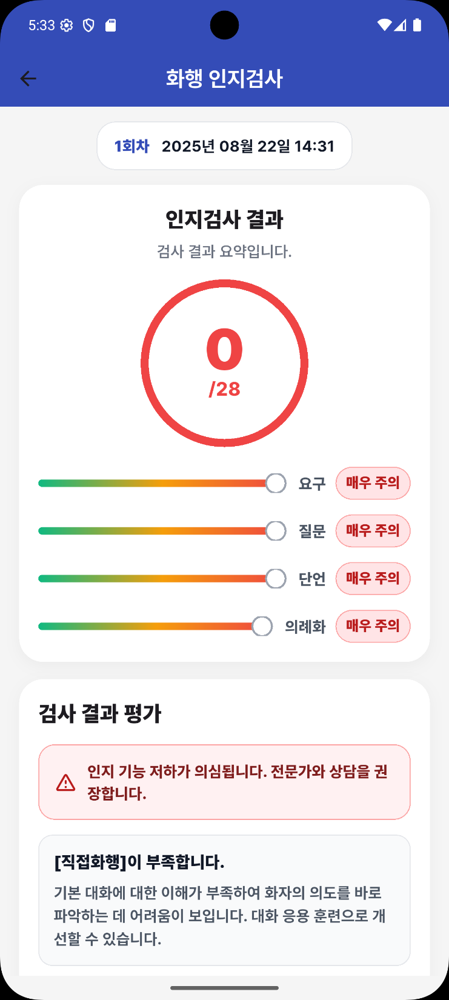 5:33
화행 인지검사
1회차 2025년 08월 22일 14:31
인지검사 결과
검사 결과 요약입니다.
0
/28
요구 매우 주의
질문 매우 주의
단언 매우 주의
의례화 매우 주의
검사 결과 평가
인지 기능 저하가 의심됩니다. 전문가와 상담을 권
장합니다.
[직접화행]이 부족합니다.
기본 대화에 대한 이해가 부족하여 화자의 의도를 바로
파악하는 데 어려움이 보입니다. 대화 응용 훈련으로 개
선할 수 있습니다.